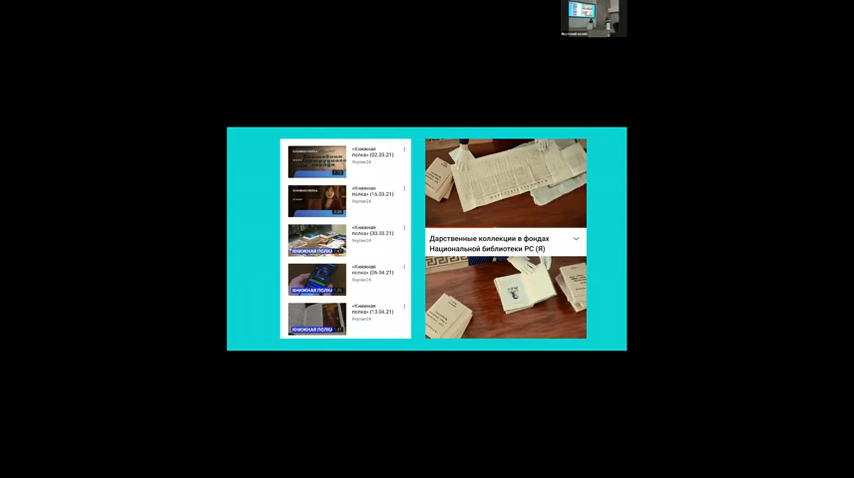 «Книжная
полка» (02.03.21)
Якутия24
«Книжная
полка» (16.03.21)
Якутия24
«Книжная
полка» (30.03.21)
Якутия24
КНИЖНАЯ ПОЛКА
«Книжная
полка» (06.04.21)
Якутия24
КНИЖНАЯ ПОЛКА
«Книжная
полка» (13.04.21)
Якутия24
КНИЖНАЯ ПОЛКА
Дарственные коллекции в фондах
Национальной библиотеки РС (Я)